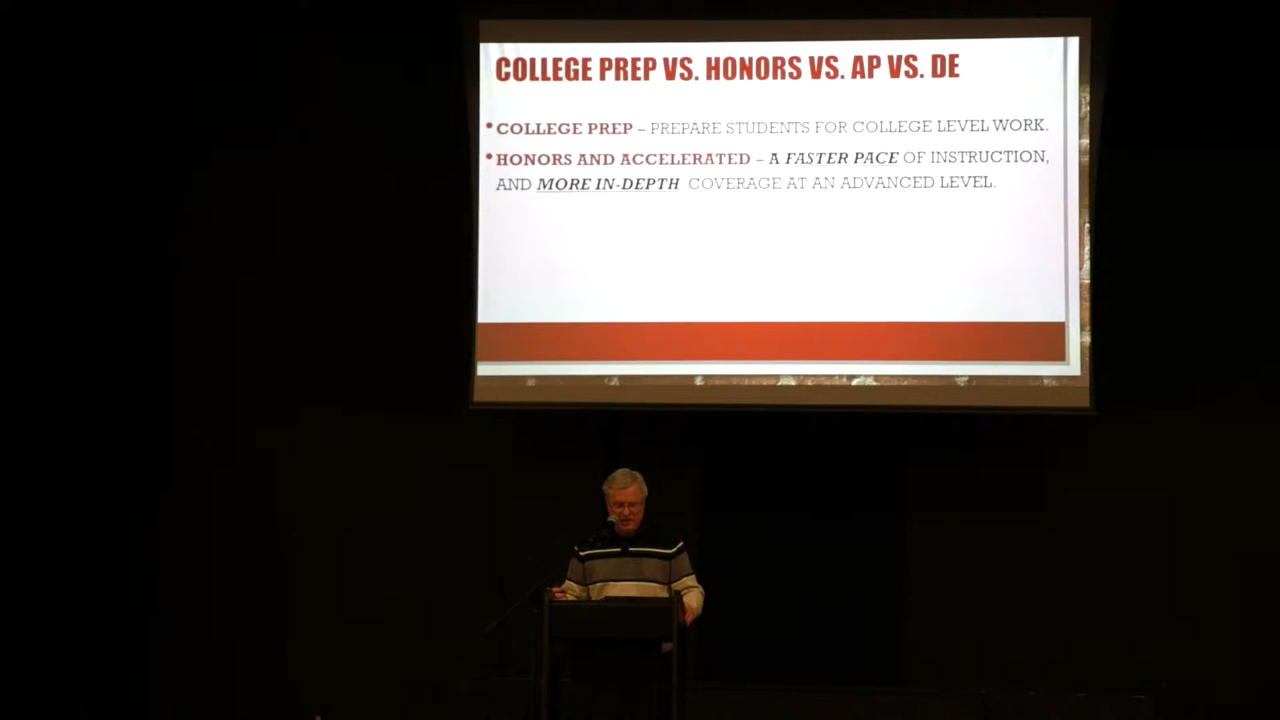 COLLEGE PREP VS. HONORS VS. AP VS. DE
• COLLEGE PREP – PREPARE STUDENTS FOR COLLEGE LEVEL WORK.
• HONORS AND ACCELERATED – A FASTER PACE OF INSTRUCTION,
AND MORE IN-DEPTH COVERAGE AT AN ADVANCED LEVEL.